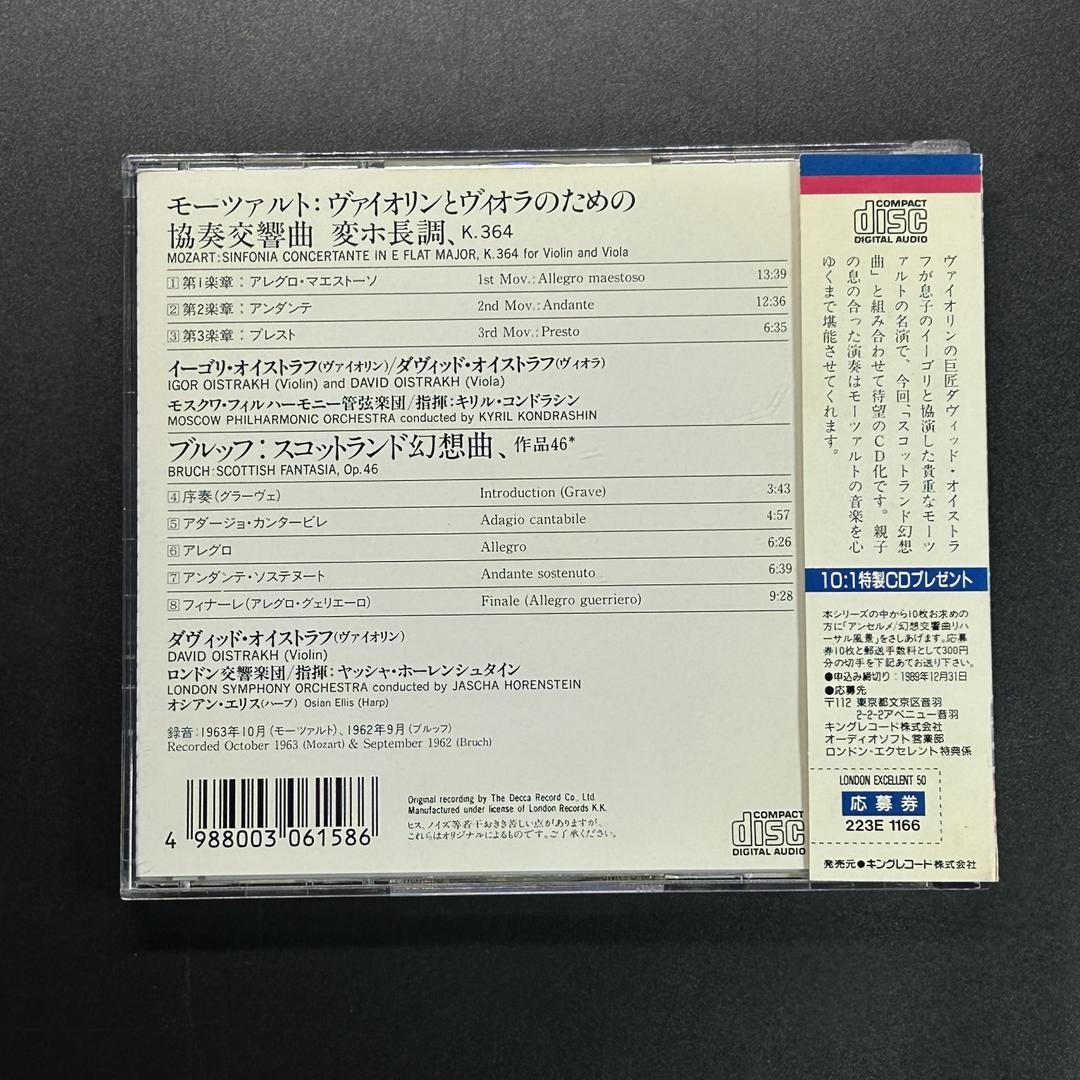 モーツァルト：ヴァイオリンとヴィオラのための
協奏交響曲 変ホ長調、K.364
MOZART:SINFONIA CONCERTANTE IN E FLAT MAJOR, K.364 for Violin and Viola
1 第1楽章：アレグロ・マエストーソ 1st Mov.:Allegro maestoso 13:39
2 第2楽章：アンダンテ 2nd Mov.:Andante 12:36
3 第3楽章：プレスト 3rd Mov.:Presto 6:35
イーゴリ・オイストラフ(ヴァイオリン)/ダヴィッド・オイストラフ(ヴィオラ)
IGOR OISTRAKH (Violin) and DAVID OISTRAKH (Viola)
モスクワ・フィルハーモニー管弦楽団/指揮：キリル・コンドラシン
MOSCOW PHILHARMONIC ORCHESTRA conducted by KYRIL KONDRASHIN
ブルッフ：スコットランド幻想曲、作品46*
BRUCH:SCOTTISH FANTASIA, Op.46
4 序奏(グラーヴェ) Introduction (Grave) 3:43
5 アダージョ・カンタービレ Adagio cantabile 4:57
6 アレグロ Allegro 6:26
7 アンダンテ・ソステヌート Andante sostenuto 6:39
8 フィナーレ(アレグロ・グェリエーロ) Finale (Allegro guerriero) 9:28
ダヴィッド・オイストラフ(ヴァイオリン)
DAVID OISTRAKH (Violin)
ロンドン交響楽団/指揮：ヤッシャ・ホーレンシュタイン
LONDON SYMPHONY ORCHESTRA conducted by JASCHA HORENSTEIN
オシアン・エリス(ハープ) Osian Ellis (Harp)
録音：1963年10月(モーツァルト)、1962年9月(ブルッフ)
Recorded October 1963 (Mozart) & September 1962 (Bruch)
4 988003 061586
Original recording by The Decca Record Co., Ltd.
Manufactured under license of London Records K.K.
ヒス、ノイズ等若干おきき苦しい点がありますが、
これらはオリジナルによるものです。ご了承ください。
COMPACT
disc
DIGITAL AUDIO
COMPACT
disc
DIGITAL AUDIO
ヴァイオリンの巨匠ダヴィッド・オイストラ
フが息子のイーゴリと協演した貴重なモーツ
ァルトの名演で、今回「スコットランド幻想
曲」と組み合わせて待望のCD化です。親子
の息の合った演奏はモーツァルトの音楽を心
ゆくまで堪能させてくれます。
10:1特製CDプレゼント
本シリーズの中から10枚お求めの
方に「アンセルメ/幻想交響曲リハ
ーサル風景」をさしあげます。応募
券10枚と郵送手数料として300円
分の切手を下記あてお送り下さい。
●申込み締切り：1989年12月31日
●応募先
〒112 東京都文京区音羽
2-2-2アベニュー音羽
キングレコード株式会社
オーディオソフト営業部
ロンドン・エクセレント特典係
LONDON EXCELLENT 50
応募券
223E 1166
発売元●キングレコード株式会社